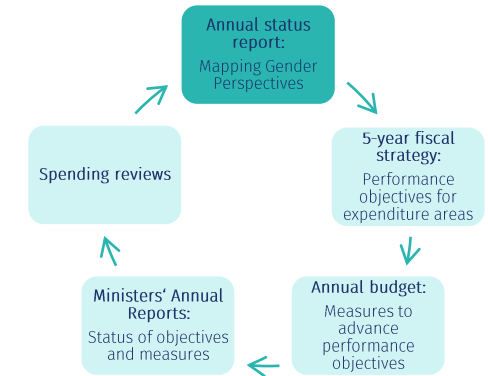 Annual status
report:
Mapping Gender
Perspectives
5-year fiscal
strategy:
Performance
objectives for
expenditure areas
Annual budget:
Measures to
advance
performance
objectives
Ministers‘ Annual
Reports:
Status of objectives
and measures
Spending reviews